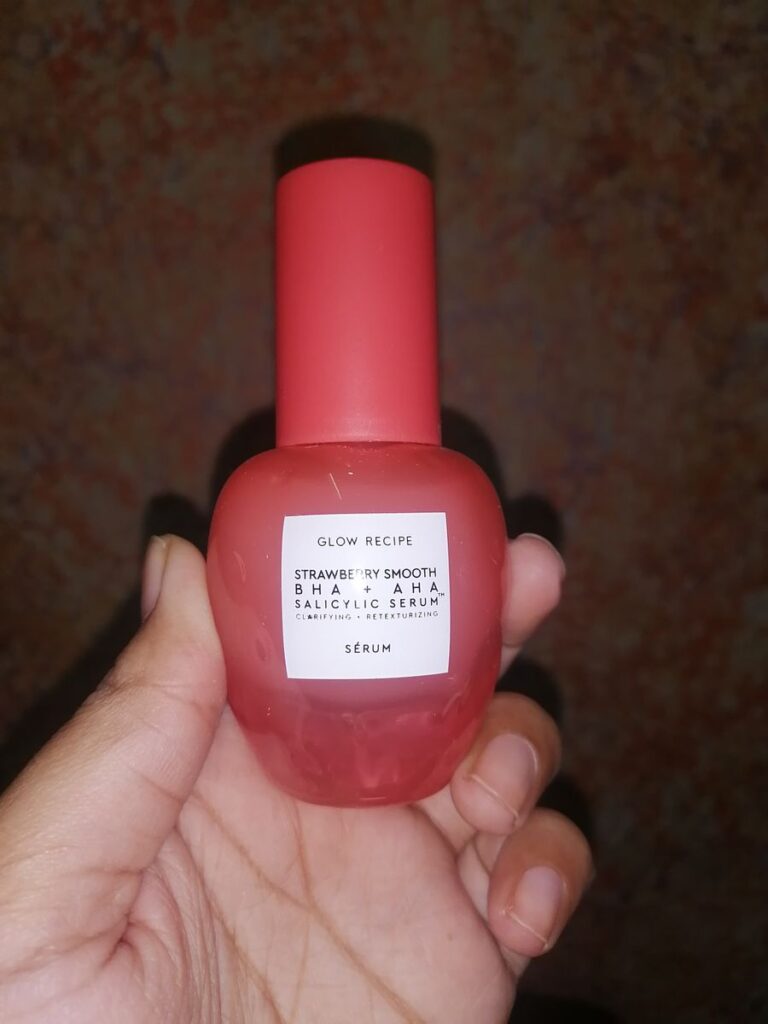 GLOW RECIPE
STRAWBERRY SMOOTH
BHA + AHA
SALICYLIC SERUM™
CLARIFYING + RETEXTURIZING
SÉRUM